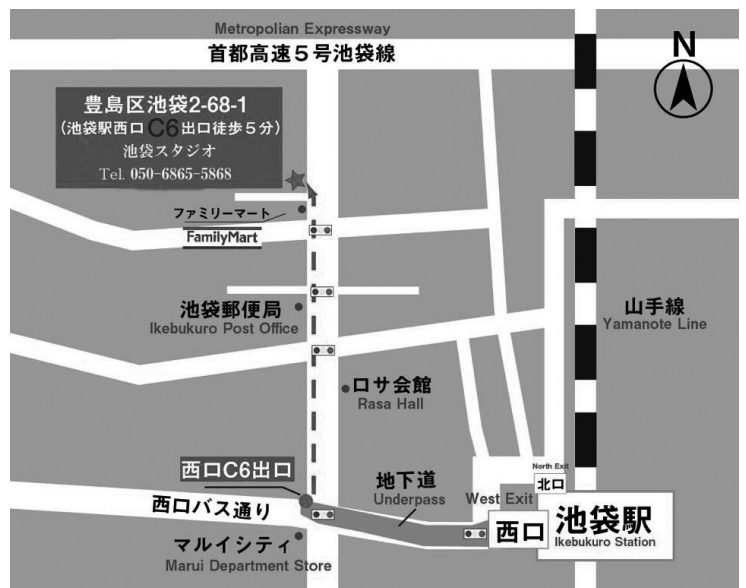 Metropolian Expressway
首都高速５号池袋線
N
豊島区池袋2-68-1
(池袋駅西口C6出口徒歩５分)
池袋スタジオ
Tel. 050-6865-5868
ファミリーマート
FamilyMart
池袋郵便局
Ikebukuro Post Office
山手線
Yamanote Line
ロサ会館
Rasa Hall
西口C6出口
地下道
Underpass
West Exit
North Exit
北口
西口バス通り
西口
池袋駅
Ikebukuro Station
マルイシティ
Marui Department Store